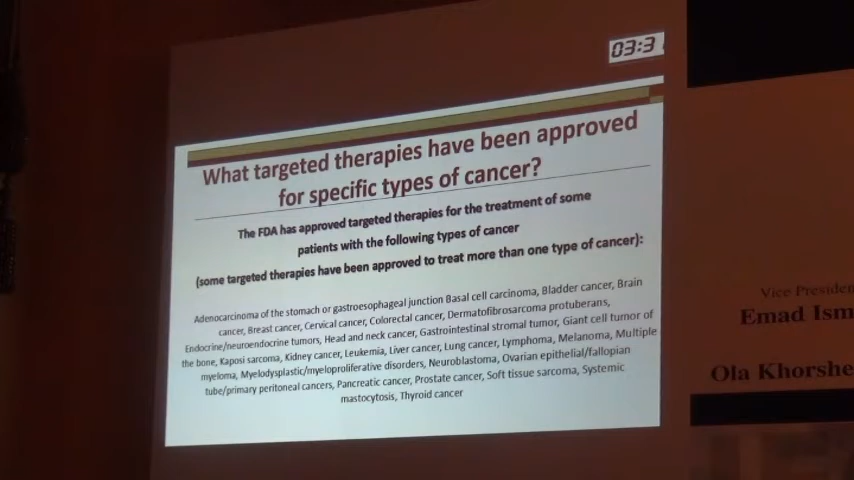 03:3
What targeted therapies have been approved
for specific types of cancer?
The FDA has approved targeted therapies for the treatment of some
patients with the following types of cancer
(some targeted therapies have been approved to treat more than one type of cancer):
Adenocarcinoma of the stomach or gastroesophageal junction Basal cell carcinoma, Bladder cancer, Brain
cancer, Breast cancer, Cervical cancer, Colorectal cancer, Dermatofibrosarcoma protuberans,
Endocrine/neuroendocrine tumors, Head and neck cancer, Gastrointestinal stromal tumor, Giant cell tumor of
the bone, Kaposi sarcoma, Kidney cancer, Leukemia, Liver cancer, Lung cancer, Lymphoma, Melanoma, Multiple
myeloma, Myelodysplastic/myeloproliferative disorders, Neuroblastoma, Ovarian epithelial/fallopian
tube/primary peritoneal cancers, Pancreatic cancer, Prostate cancer, Soft tissue sarcoma, Systemic
mastocytosis, Thyroid cancer
Vice Presiden
Emad Ism
Ola Khorshe